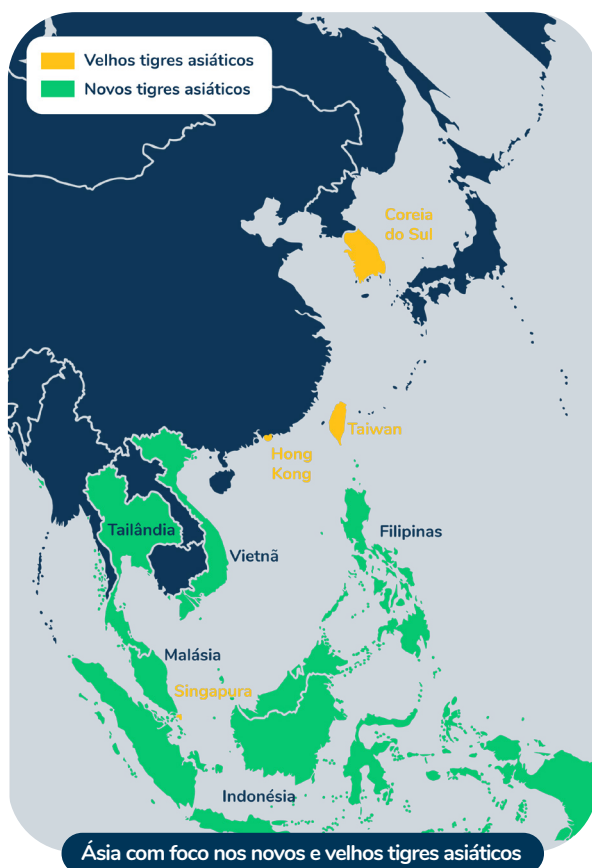 Velhos tigres asiáticos
Novos tigres asiáticos
Coreia
do Sul
Taiwan
Hong
Kong
Tailândia
Filipinas
Vietnã
Malásia
Singapura
Indonésia
Ásia com foco nos novos e velhos tigres asiáticos